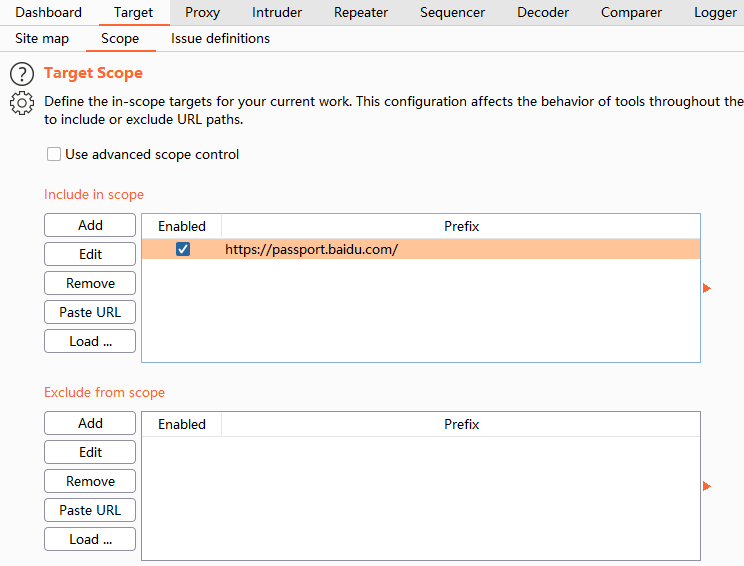 Dashboard Target Proxy Intruder Repeater Sequencer Decoder Comparer Logger
Site map Scope Issue definitions
? Target Scope
Define the in-scope targets for your current work. This configuration affects the behavior of tools throughout the
to include or exclude URL paths.
Use advanced scope control
Include in scope
Add
Edit
Remove
Paste URL
Load ...
Enabled Prefix
https://passport.baidu.com/
Exclude from scope
Add
Edit
Remove
Paste URL
Load ...
Enabled Prefix